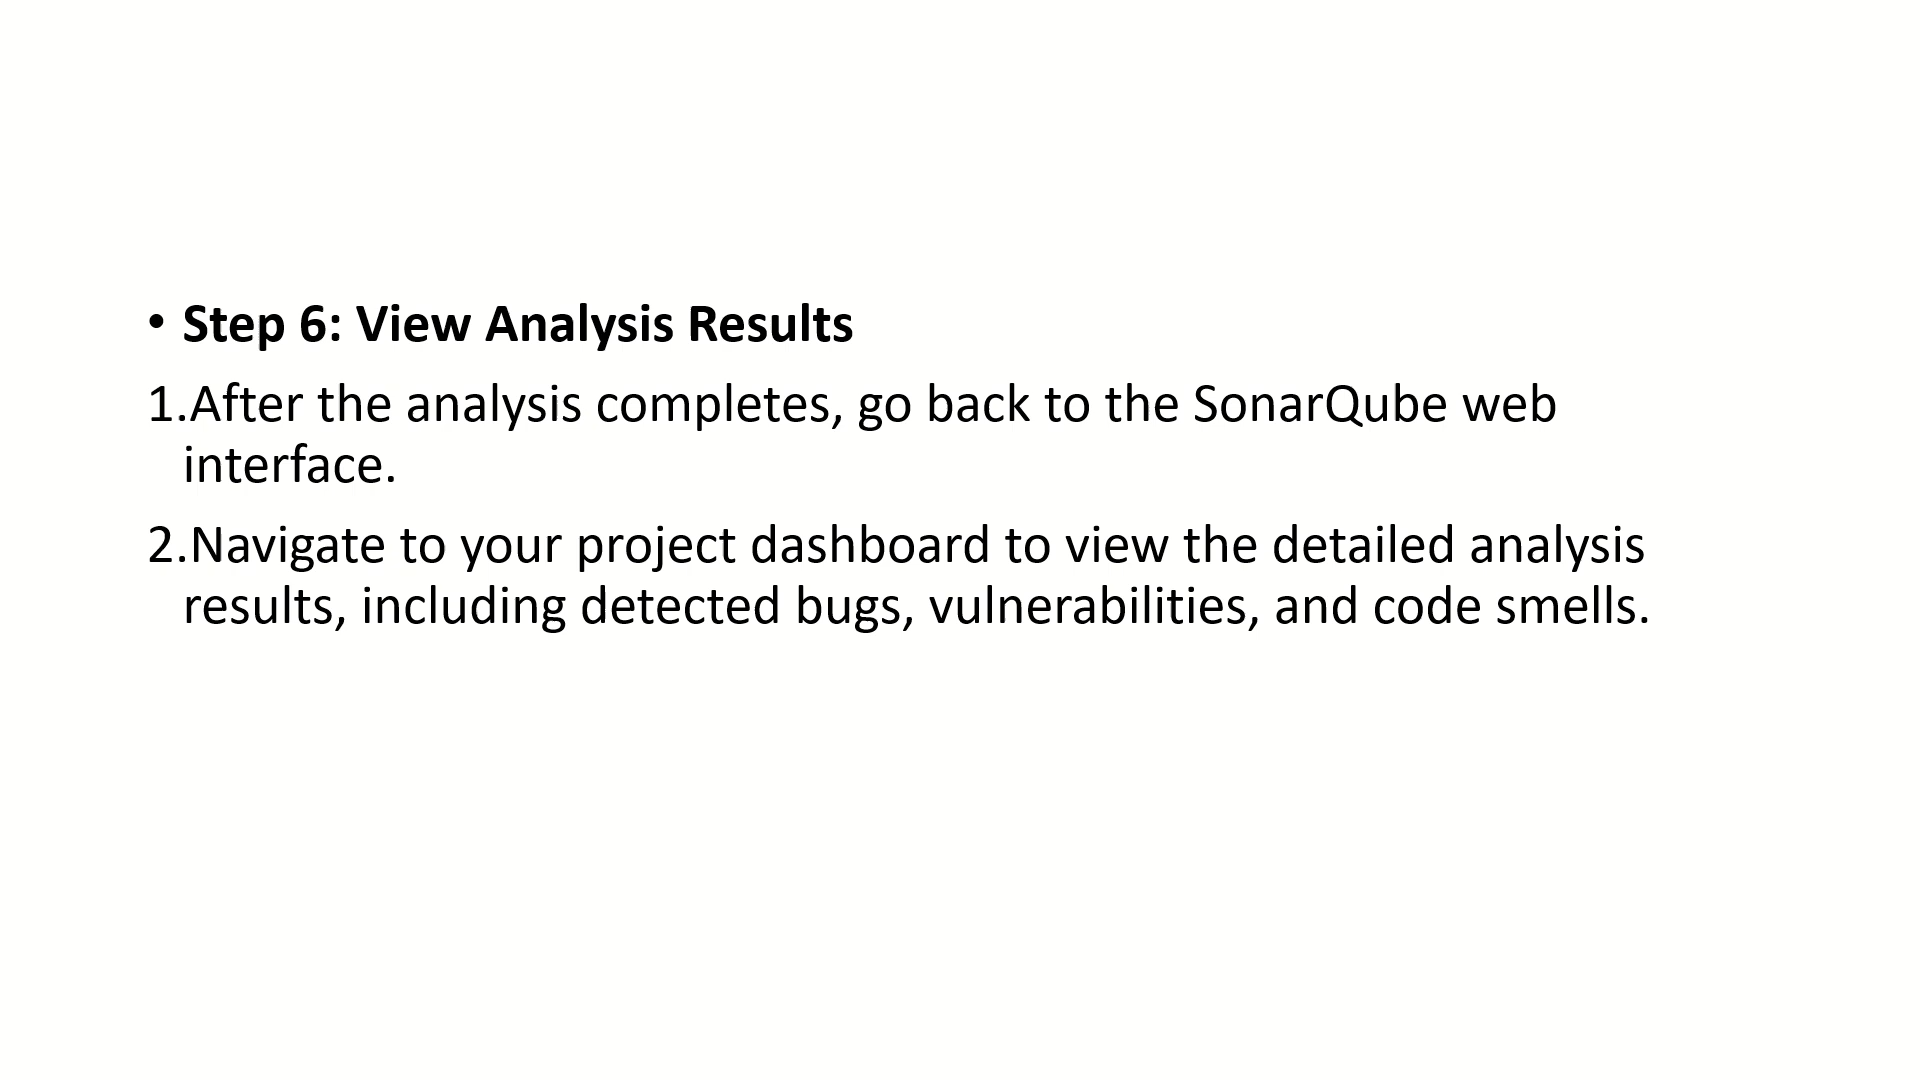 • Step 6: View Analysis Results
1.After the analysis completes, go back to the SonarQube web
interface.
2.Navigate to your project dashboard to view the detailed analysis
results, including detected bugs, vulnerabilities, and code smells.